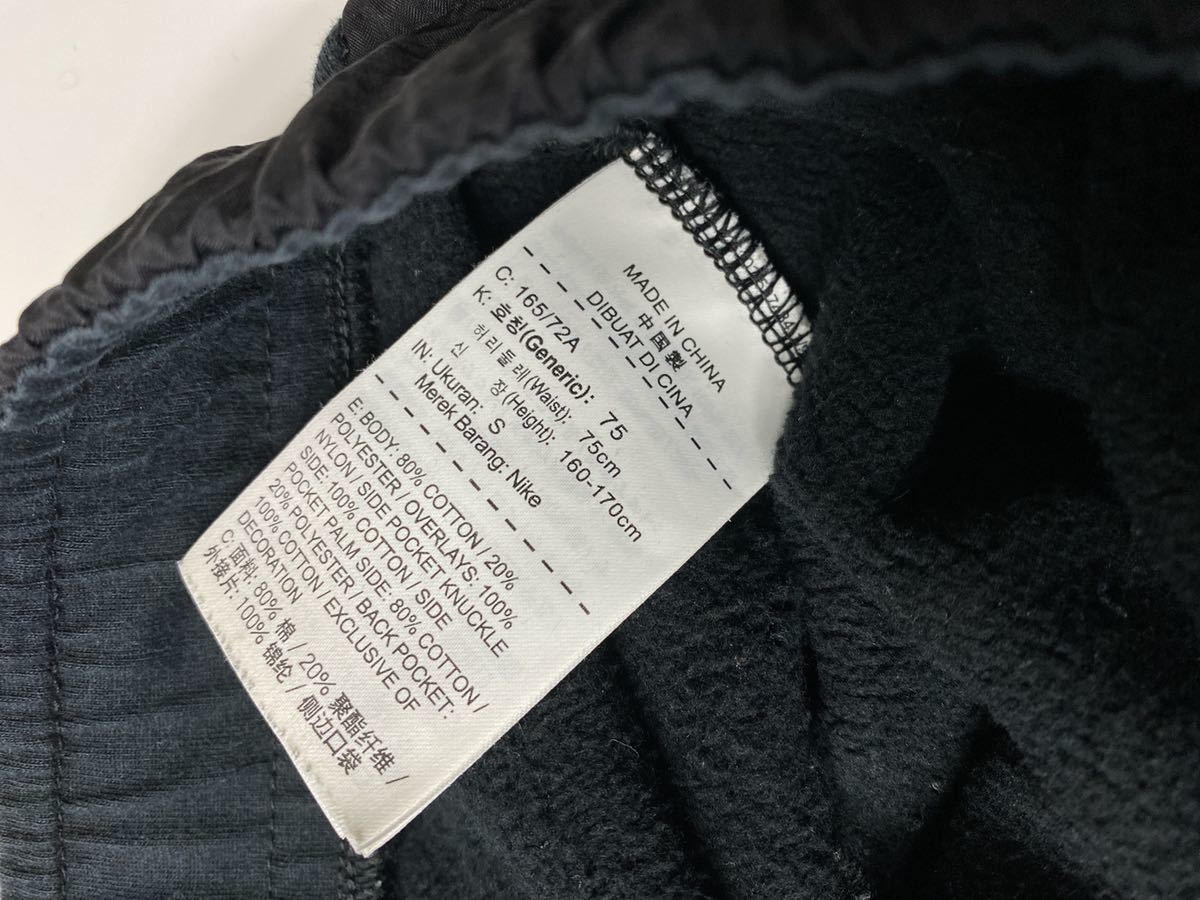 MADE IN CHINA
中国製
DIBUAT DI CINA
C: 165/72A
K: 호칭(Generic): 75
허리둘레(Waist): 75cm
신 장(Height): 160-170cm
IN: Ukuran: S
Merek Barang: Nike
E: BODY: 80% COTTON / 20%
POLYESTER / OVERLAYS: 100%
NYLON / SIDE POCKET KNUCKLE
SIDE: 100% COTTON / SIDE
POCKET PALM SIDE: 80% COTTON /
20% POLYESTER / BACK POCKET:
100% COTTON / EXCLUSIVE OF
DECORATION
C: 面料: 80% 棉 / 20% 聚酯纤维 /
外接片: 100% 锦纶 / 侧边口袋